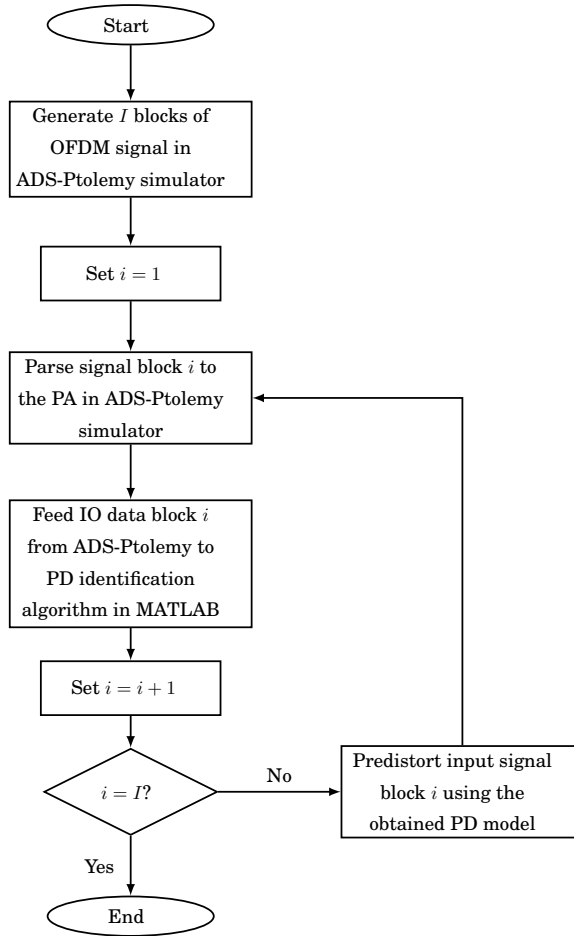 Start
Generate I blocks of
OFDM signal in
ADS-Ptolemy simulator
Set i = 1
Parse signal block i to
the PA in ADS-Ptolemy
simulator
Feed IO data block i
from ADS-Ptolemy to
PD identification
algorithm in MATLAB
Set i = i + 1
i = I?
No
Predistort input signal
block i using the
obtained PD model
Yes
End